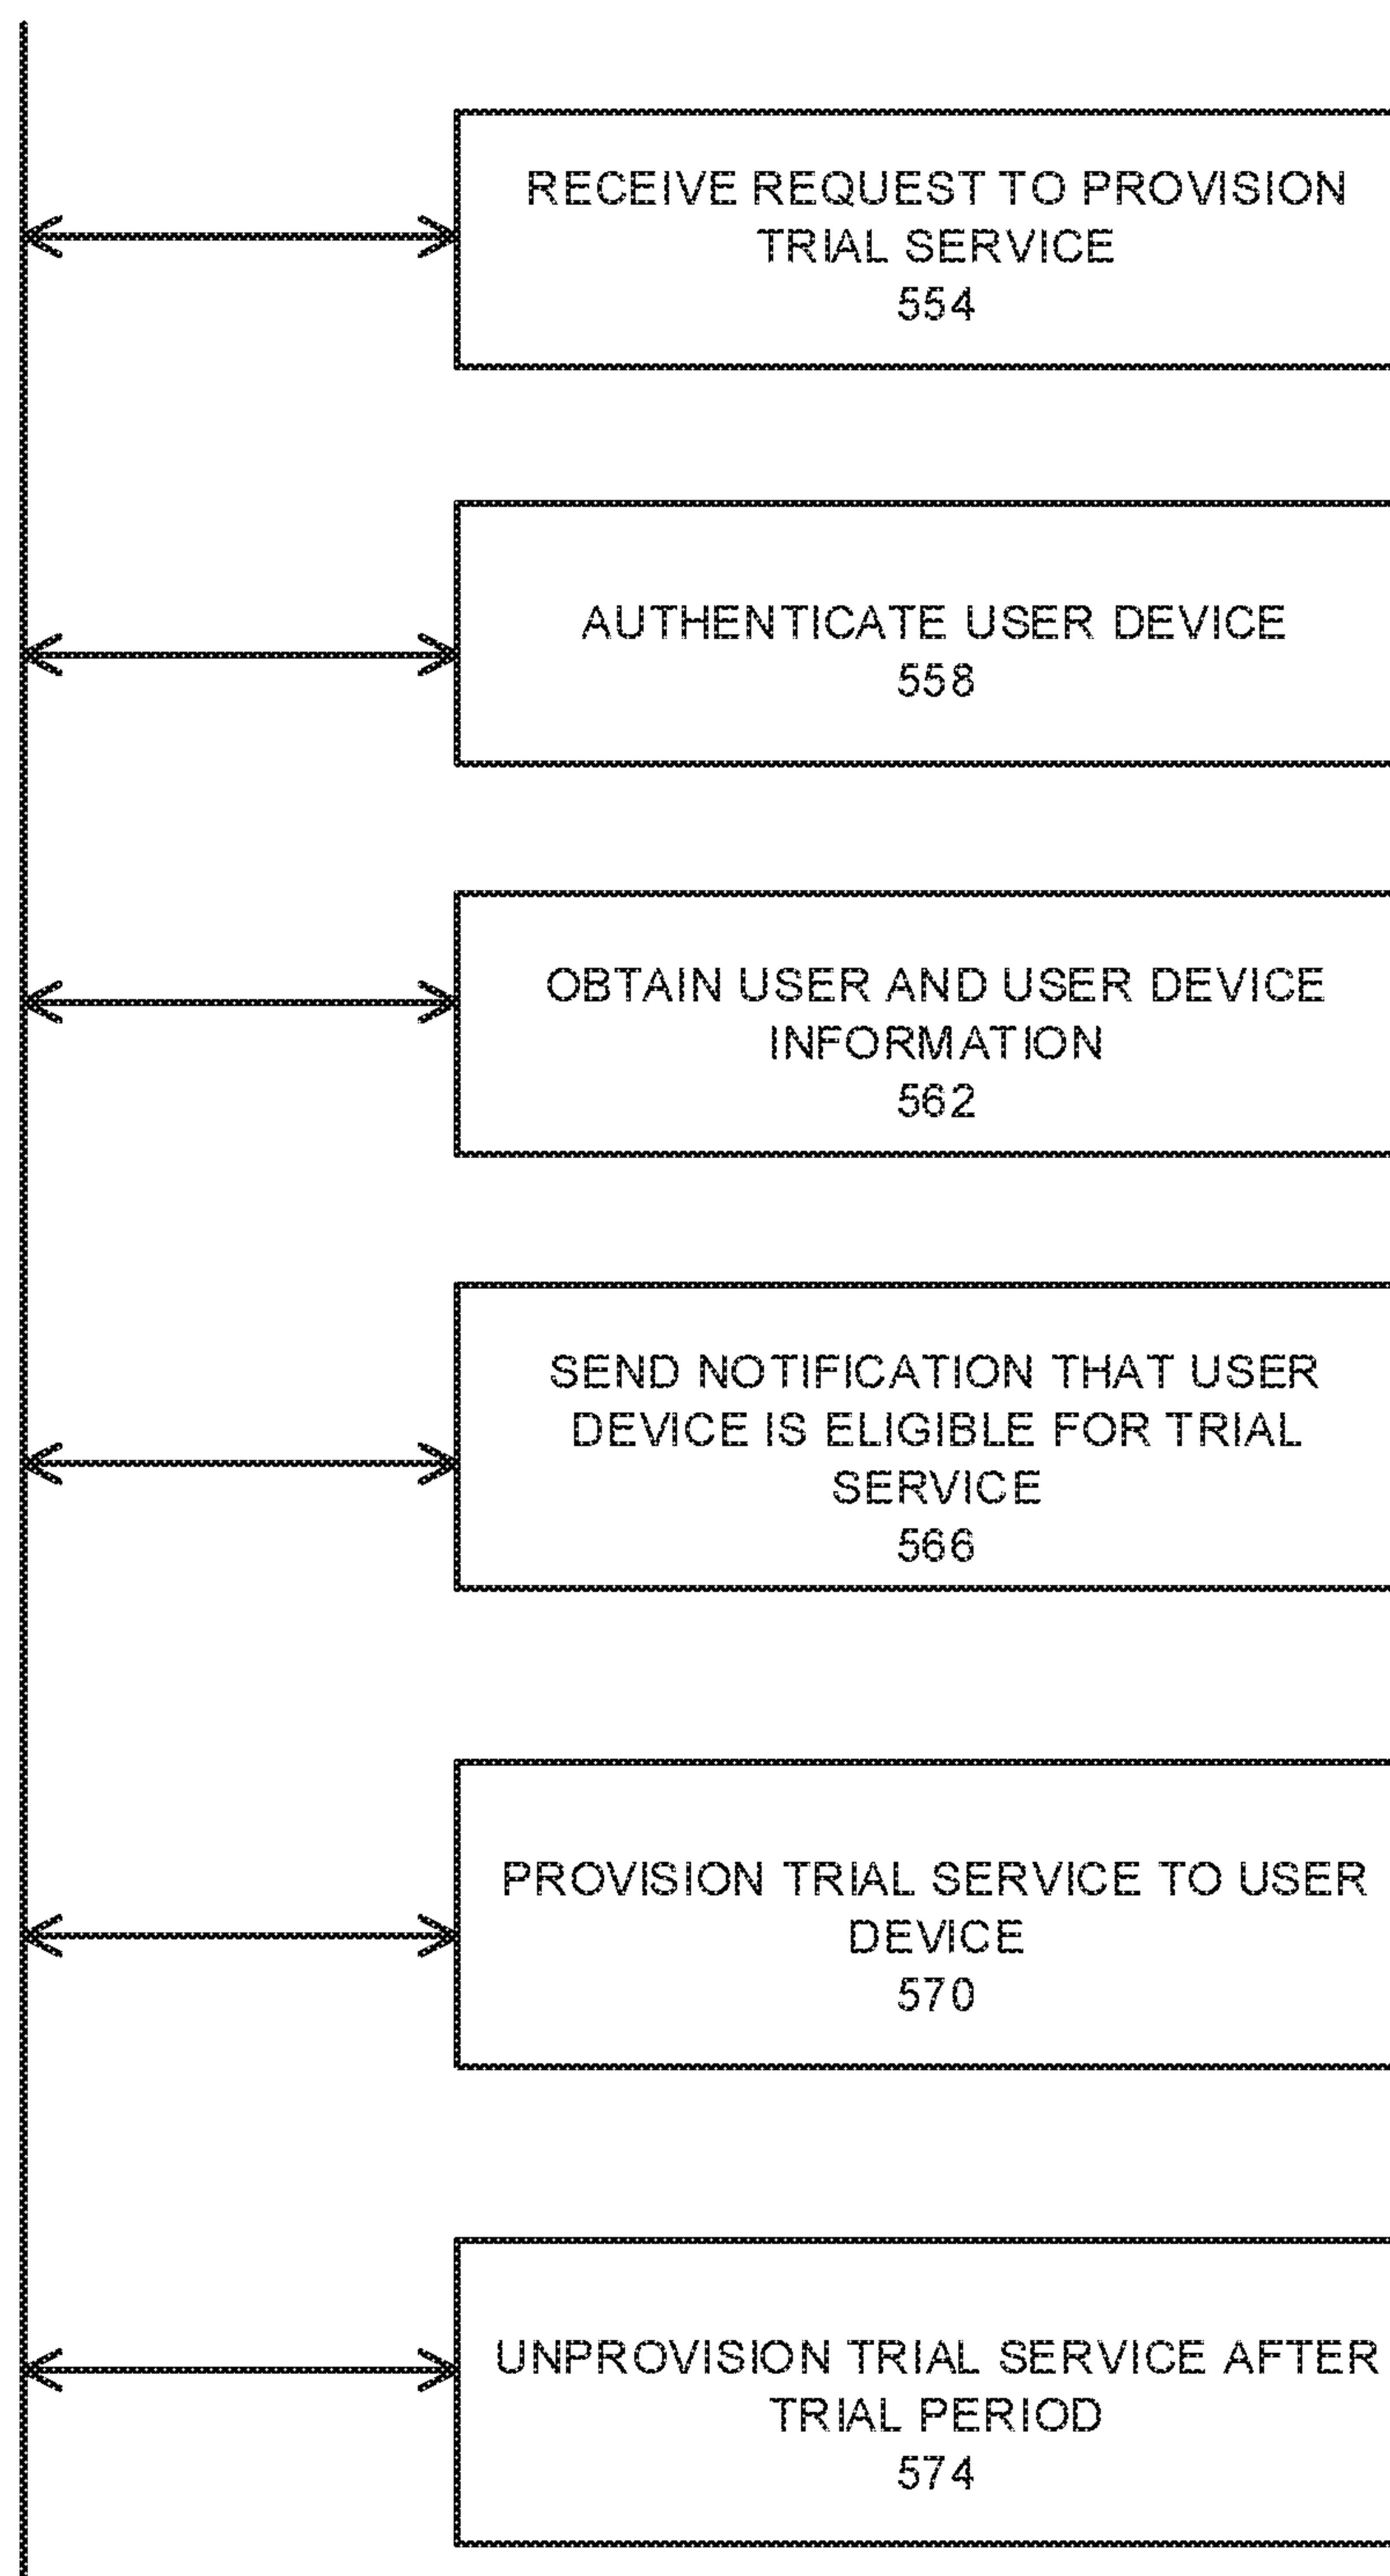 RECEIVE REQUEST TO PROVISION
TRIAL SERVICE
554
AUTHENTICATE USER DEVICE
558
OBTAIN USER AND USER DEVICE
INFORMATION
562
SEND NOTIFICATION THAT USER
DEVICE IS ELIGIBLE FOR TRIAL
SERVICE
566
PROVISION TRIAL SERVICE TO USER
DEVICE
570
UNPROVISION TRIAL SERVICE AFTER
TRIAL PERIOD
574